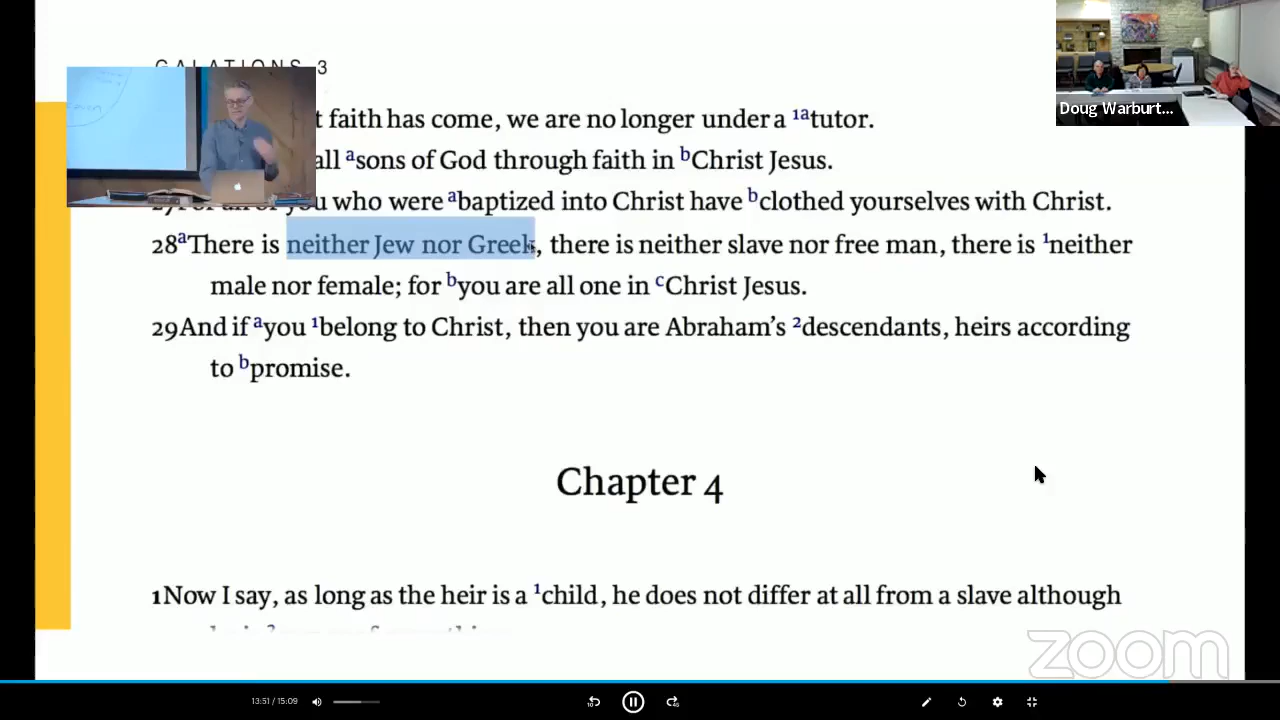 GALATIONS 3
t faith has come, we are no longer under a 1atutor.
all asons of God through faith in bChrist Jesus.
you who were abaptized into Christ have bclothed yourselves with Christ.
28aThere is neither Jew nor Greek, there is neither slave nor free man, there is 1neither
male nor female; for byou are all one in cChrist Jesus.
29And if ayou 1belong to Christ, then you are Abraham's 2descendants, heirs according
to bpromise.
Chapter 4
1Now I say, as long as the heir is a 1child, he does not differ at all from a slave although
Doug Warburt...
zoom
13:51 / 15:09